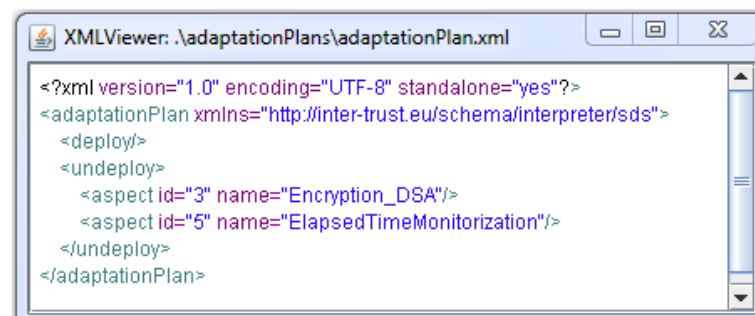 XMLViewer: .\adaptationPlans\adaptationPlan.xml
<?xml version="1.0" encoding="UTF-8" standalone="yes"?>
<adaptationPlan xmlns="http://inter-trust.eu/schema/interpreter/sds">
<deploy/>
<undeploy>
<aspect id="3" name="Encryption_DSA"/>
<aspect id="5" name="ElapsedTimeMonitorization"/>
</undeploy>
</adaptationPlan>